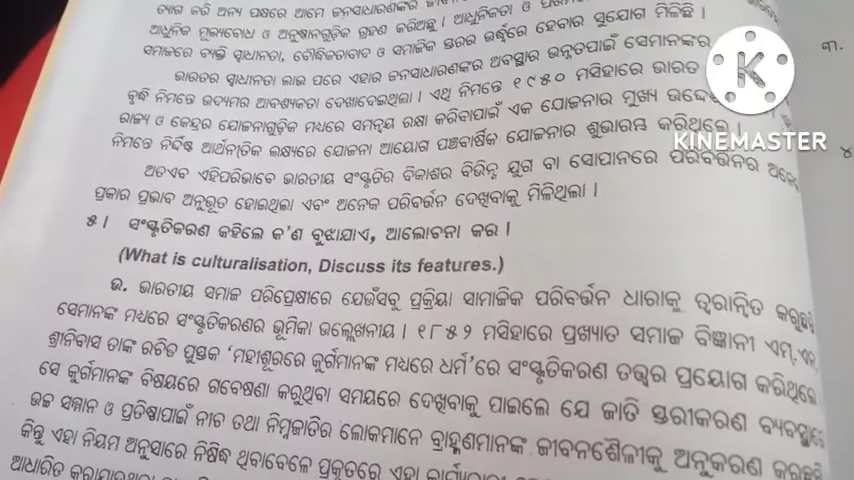 ତ୍ୟାଗ କରି ଅନ୍ୟ ପକ୍ଷରେ ଆମେ ଜନସାଧାରଣଙ୍କର
ଆଧୁନିକ ମୂଲ୍ୟବୋଧ ଓ ଅନୁଷ୍ଠାନଗୁଡ଼ିକ ଗ୍ରହଣ କରିଅଛୁ । ଆଧୁନିକତା ଓ
ସମାଜରେ ବ୍ୟକ୍ତି ସ୍ୱାଧୀନତା, ବୌଦ୍ଧିକତାବାଦ ଓ ସମାଜିକ ସ୍ତରର ଉର୍ଦ୍ଧ୍ୱରେ ହେବାର ସୁଯୋଗ ମିଳିଛି ।
ଭାରତର ସ୍ୱାଧୀନତା ଲାଭ ପରେ ଏହାର ଜନସାଧାରଣଙ୍କର ଅବସ୍ଥାର ଉନ୍ନତପାଇଁ ସେମାନଙ୍କର
ବୃଦ୍ଧି ନିମନ୍ତେ ଉଦ୍ୟମର ଆବଶ୍ୟକତା ଦେଖାଦେଇଥିଲା । ଏଥି ନିମନ୍ତେ ୧୯୫୦ ମସିହାରେ ଭାରତ
ରାଜ୍ୟ ଓ କେନ୍ଦ୍ରର ଯୋଜନାଗୁଡ଼ିକ ମଧ୍ୟରେ ସମନ୍ୱୟ ରକ୍ଷା କରିବାପାଇଁ ଏକ ଯୋଜନାର ମୁଖ୍ୟ
ନିମନ୍ତେ ନିର୍ଦ୍ଦିଷ୍ଟ ଆର୍ଥନୀତିକ ଲକ୍ଷ୍ୟରେ ଯୋଜନା ଆୟୋଗ ପଞ୍ଚବାର୍ଷିକ ଯୋଜନାର ଶୁଭାରମ୍ଭ କରିଥିଲେ ।
ଅତଏବ ଏହିପରିଭାବେ ଭାରତୀୟ ସଂସ୍କୃତିର ବିକାଶର ବିଭିନ୍ନ ଯୁଗ ବା ସୋପାନରେ ପରିବର୍ତ୍ତନର
ପ୍ରକାର ପ୍ରଭାବ ଅନୁଭୂତ ହୋଇଥିଲା ଏବଂ ଅନେକ ପରିବର୍ତ୍ତନ ଦେଖିବାକୁ ମିଳିଥିଲା ।
୫। ସଂସ୍କୃତିକରଣ କହିଲେ କ'ଣ ବୁଝାଯାଏ, ଆଲୋଚନା କର ।
(What is culturalisation, Discuss its features.)
ଉ. ଭାରତୀୟ ସମାଜ ପରିପ୍ରେକ୍ଷୀରେ ଯେଉଁସବୁ ପ୍ରକ୍ରିୟା ସାମାଜିକ ପରିବର୍ତ୍ତନ ଧାରାକୁ ତ୍ୱରାନ୍ୱିତ
ସେମାନଙ୍କ ମଧ୍ୟରେ ସଂସ୍କୃତିକରଣର ଭୂମିକା ଉଲ୍ଲେଖନୀୟ । ୧୮୫୨ ମସିହାରେ ପ୍ରଖ୍ୟାତ ସମାଜ ବିଜ୍ଞାନୀ ଏମ୍.ଏନ୍.
ଶ୍ରୀନିବାସ ତାଙ୍କ ରଚିତ ପୁସ୍ତକ 'ମହୀଶୂରରେ କୁର୍ଗମାନଙ୍କ ମଧ୍ୟରେ ଧର୍ମ'ରେ ସଂସ୍କୃତିକରଣ ତତ୍ତ୍ୱର ପ୍ରୟୋଗ କରିଥିଲେ
ସେ କୁର୍ଗମାନଙ୍କ ବିଷୟରେ ଗବେଷଣା କରୁଥିବା ସମୟରେ ଦେଖିବାକୁ ପାଇଲେ ଯେ ଜାତି ସ୍ତରୀକରଣ ବ୍ୟବସ୍ଥାରେ
ଉଚ୍ଚ ସମ୍ମାନ ଓ ପ୍ରତିଷ୍ଠାପାଇଁ ନୀଚ ତଥା ନିମ୍ନଜାତିର ଲୋକମାନେ ବ୍ରାହ୍ମଣମାନଙ୍କ ଜୀବନଶୈଳୀକୁ ଅନୁକରଣ
କିନ୍ତୁ ଏହା ନିୟମ ଅନୁସାରେ ନିଷିଦ୍ଧ ଥିବାବେଳେ ପ୍ରକୃତରେ ଏହା
ଆଧାରିତ
୩.
୪
K
KINEMASTER